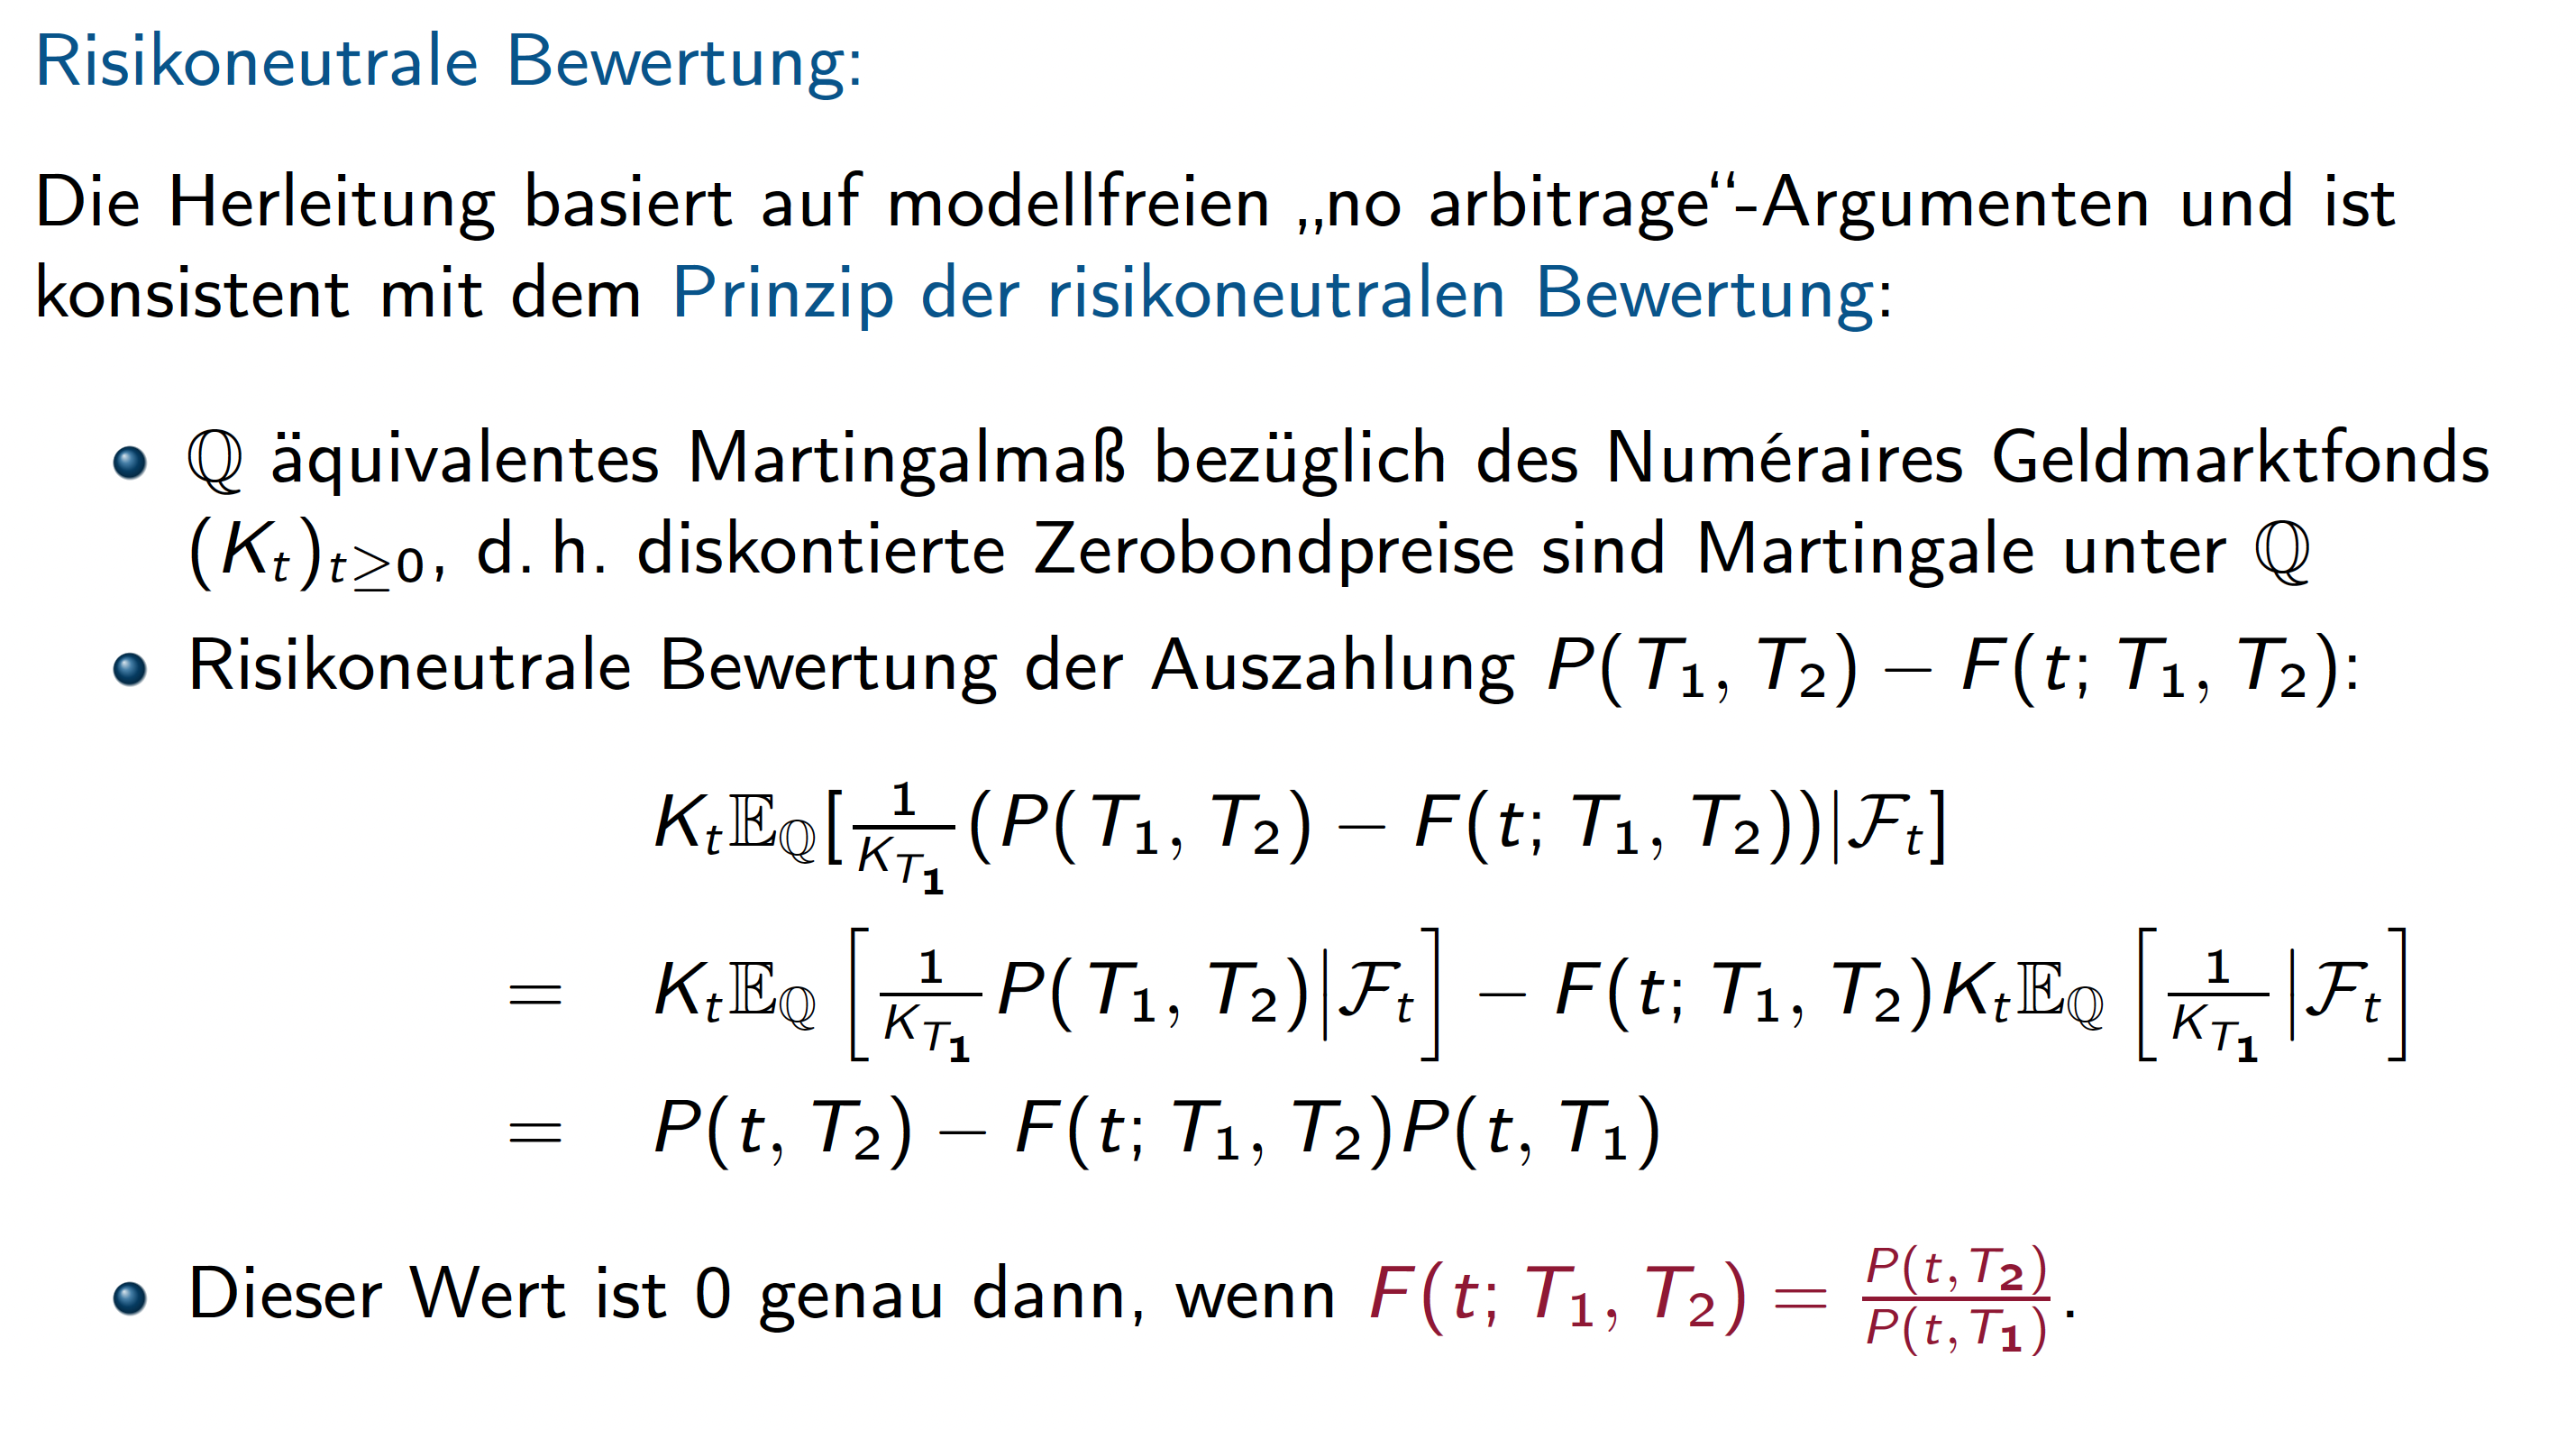 Risikoneutrale Bewertung:
Die Herleitung basiert auf modellfreien „no arbitrage“-Argumenten und ist
konsistent mit dem Prinzip der risikoneutralen Bewertung:
• ℚ äquivalentes Martingalmaß bezüglich des Numéraires Geldmarktfonds
$(K_t)_{t\geq 0}$, d. h. diskontierte Zerobondpreise sind Martingale unter ℚ
• Risikoneutrale Bewertung der Auszahlung $P(T_1, T_2) - F(t; T_1, T_2)$:
$K_t \mathbb{E}_{\mathbb{Q}}[\frac{1}{K_{T_1}}(P(T_1, T_2) - F(t; T_1, T_2))|\mathcal{F}_t]$
$= K_t \mathbb{E}_{\mathbb{Q}}\left[\frac{1}{K_{T_1}}P(T_1, T_2)|\mathcal{F}_t\right] - F(t; T_1, T_2)K_t \mathbb{E}_{\mathbb{Q}}\left[\frac{1}{K_{T_1}}|\mathcal{F}_t\right]$
$= P(t, T_2) - F(t; T_1, T_2)P(t, T_1)$
• Dieser Wert ist 0 genau dann, wenn $F(t; T_1, T_2) = \frac{P(t,T_2)}{P(t,T_1)}$.